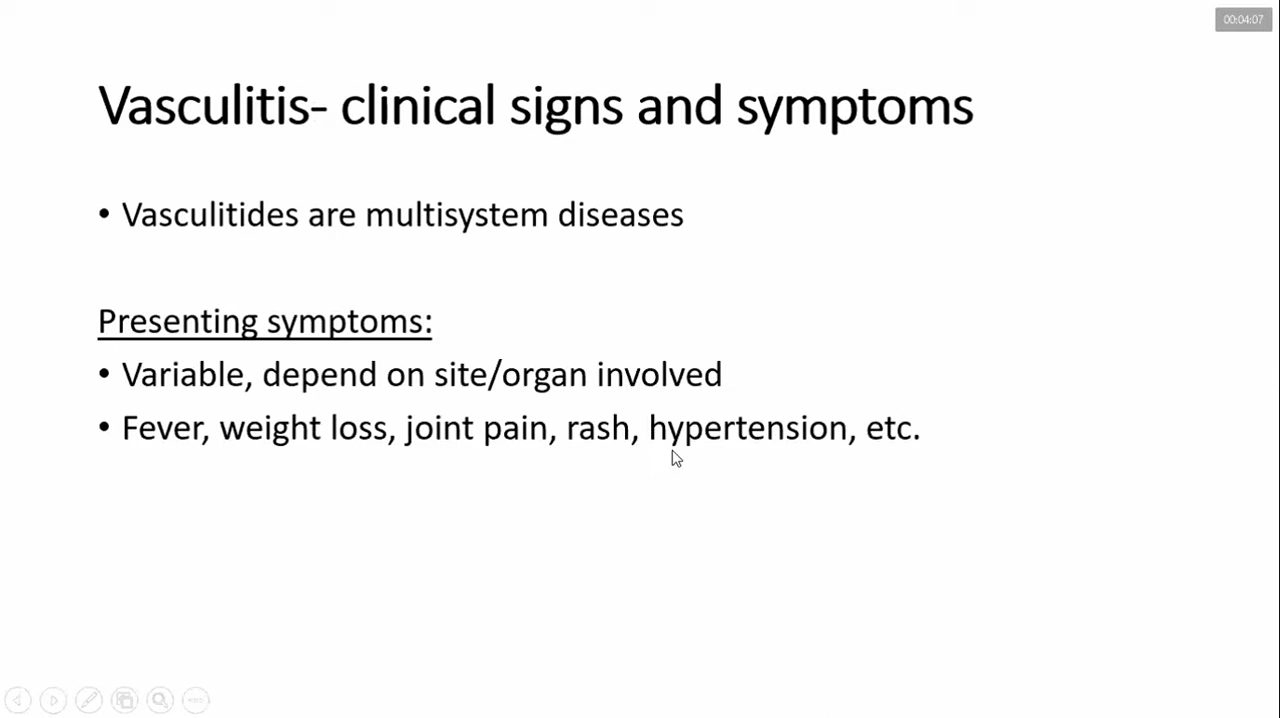 00:04:07
Vasculitis- clinical signs and symptoms
• Vasculitides are multisystem diseases
Presenting symptoms:
• Variable, depend on site/organ involved
• Fever, weight loss, joint pain, rash, hypertension, etc.